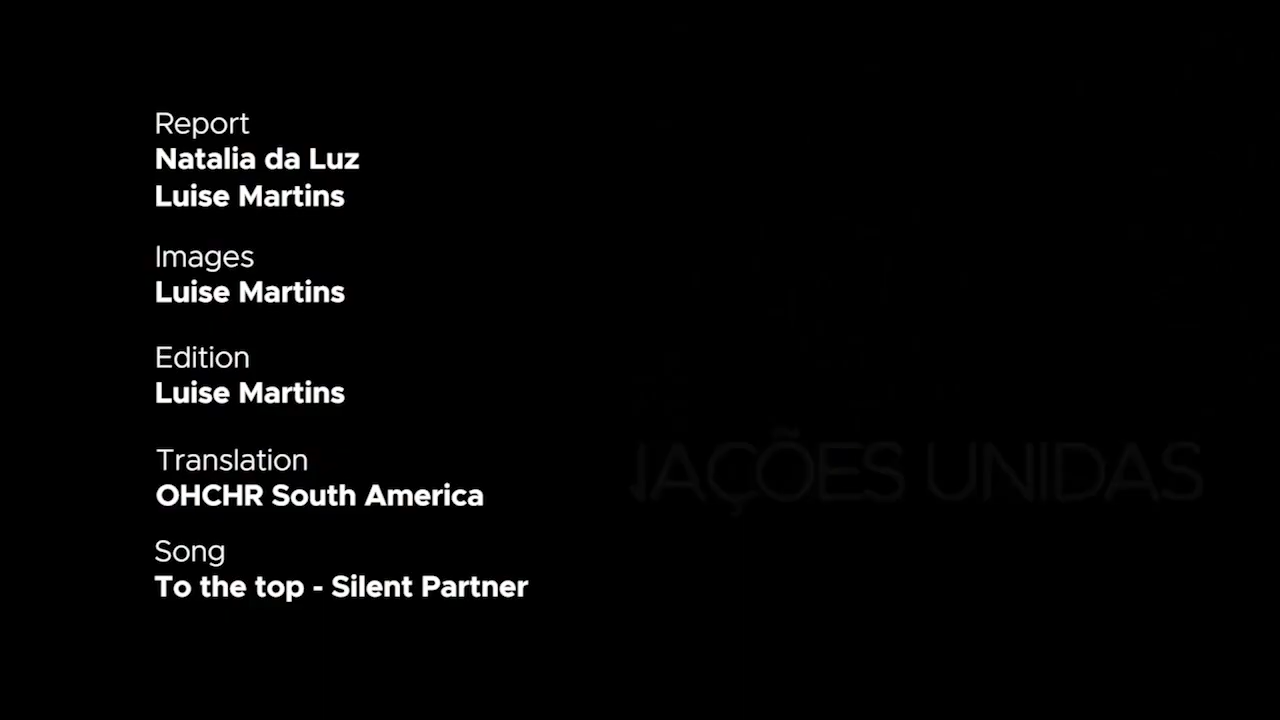 Report
Natalia da Luz
Luise Martins
Images
Luise Martins
Edition
Luise Martins
Translation
OHCHR South America
Song
To the top - Silent Partner
NAÇÕES UNIDAS